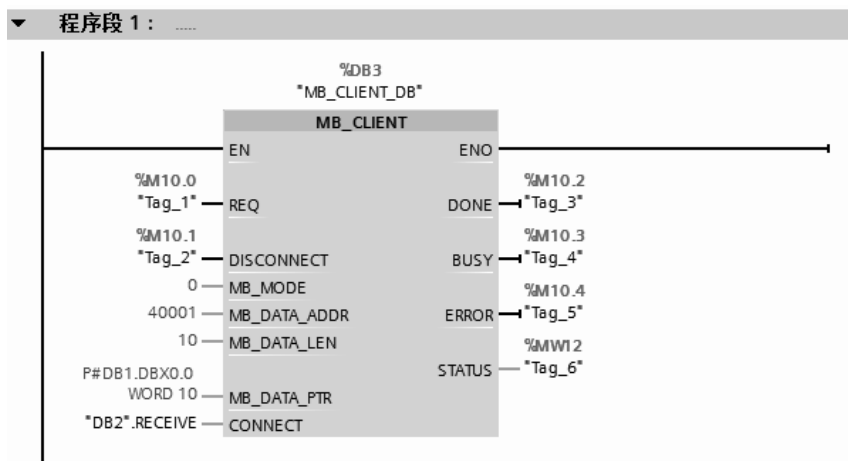 程序段 1： .....
%DB3
"MB_CLIENT_DB"
MB_CLIENT
EN ENO
%M10.0 %M10.2
"Tag_1" REQ DONE "Tag_3"
%M10.1 %M10.3
"Tag_2" DISCONNECT BUSY "Tag_4"
0 MB_MODE
%M10.4
40001 MB_DATA_ADDR ERROR "Tag_5"
10 MB_DATA_LEN
%MW12
P#DB1.DBX0.0 STATUS "Tag_6"
WORD 10 MB_DATA_PTR
"DB2".RECEIVE CONNECT